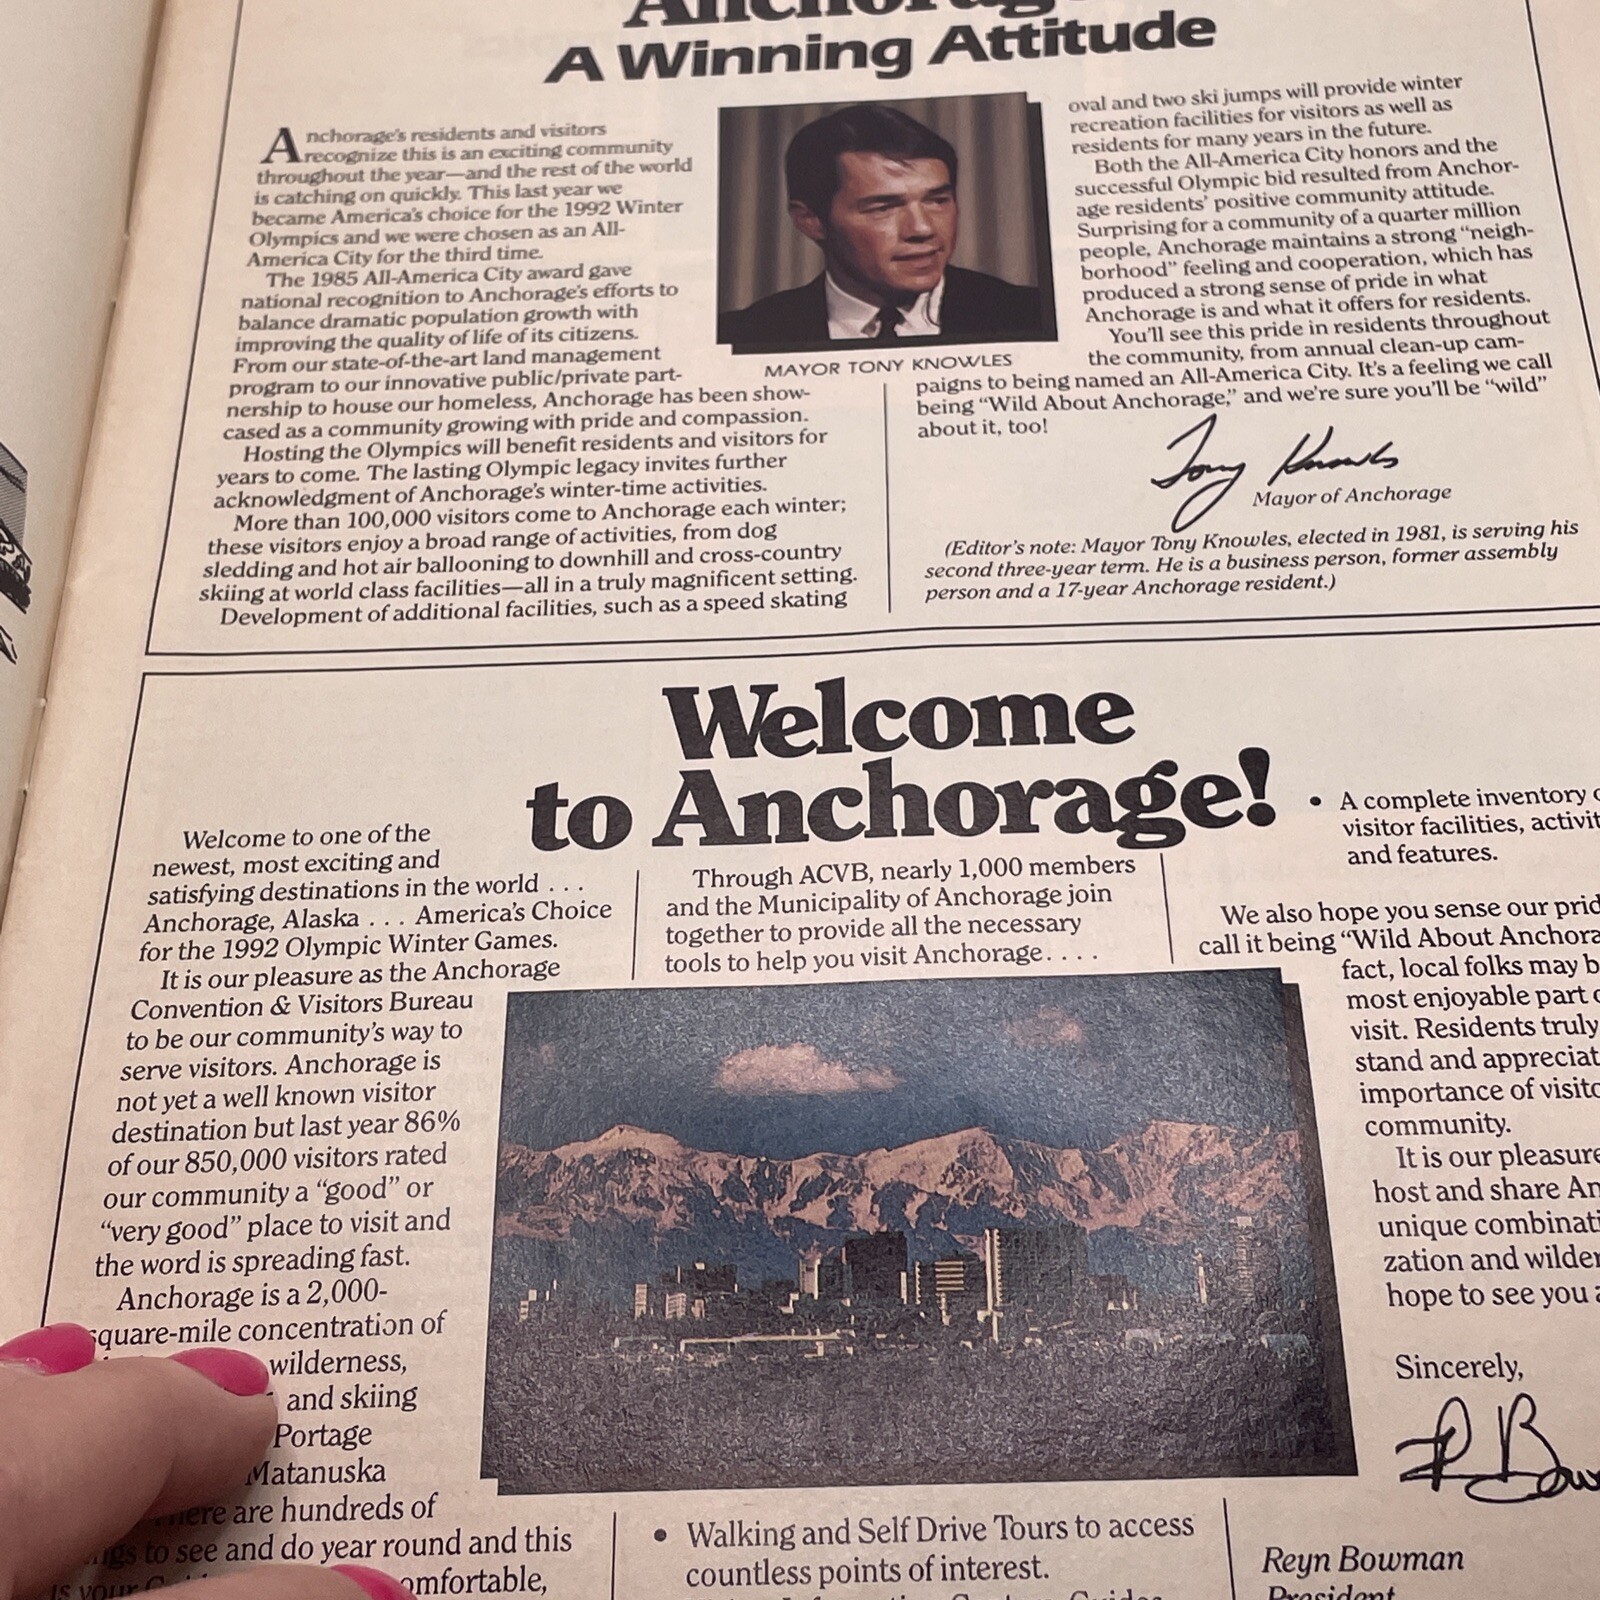 A Winning Attitude
Anchorage's residents and visitors
recognize this is an exciting community
throughout the year—and the rest of the world
is catching on quickly. This last year we
became America's choice for the 1992 Winter
Olympics and we were chosen as an All-
America City for the third time.
The 1985 All-America City award gave
national recognition to Anchorage's efforts to
balance dramatic population growth with
improving the quality of life of its citizens.
From our state-of-the-art land management
program to our innovative public/private part-
nership to house our homeless, Anchorage has been show-
cased as a community growing with pride and compassion.
Hosting the Olympics will benefit residents and visitors for
years to come. The lasting Olympic legacy invites further
acknowledgment of Anchorage's winter-time activities.
More than 100,000 visitors come to Anchorage each winter;
these visitors enjoy a broad range of activities, from dog
sledding and hot air ballooning to downhill and cross-country
skiing at world class facilities—all in a truly magnificent setting.
Development of additional facilities, such as a speed skating
MAYOR TONY KNOWLES
oval and two ski jumps will provide winter
recreation facilities for visitors as well as
residents for many years in the future.
Both the All-America City honors and the
successful Olympic bid resulted from Anchor-
age residents' positive community attitude.
Surprising for a community of a quarter million
people, Anchorage maintains a strong "neigh-
borhood" feeling and cooperation, which has
produced a strong sense of pride in what
Anchorage is and what it offers for residents.
You'll see this pride in residents throughout
the community, from annual clean-up cam-
paigns to being named an All-America City. It's a feeling we call
being "Wild About Anchorage," and we're sure you'll be "wild"
about it, too!
Tony Knowles
Mayor of Anchorage
(Editor's note: Mayor Tony Knowles, elected in 1981, is serving his
second three-year term. He is a business person, former assembly
person and a 17-year Anchorage resident.)
Welcome
to Anchorage!
Welcome to one of the
newest, most exciting and
satisfying destinations in the world . . .
Anchorage, Alaska . . . America's Choice
for the 1992 Olympic Winter Games.
It is our pleasure as the Anchorage
Convention & Visitors Bureau
to be our community's way to
serve visitors. Anchorage is
not yet a well known visitor
destination but last year 86%
of our 850,000 visitors rated
our community a "good" or
"very good" place to visit and
the word is spreading fast.
Anchorage is a 2,000-
square-mile concentration of
wilderness,
and skiing
Portage
Matanuska
are hundreds of
to see and do year round and this
is your
omfortable,
Through ACVB, nearly 1,000 members
and the Municipality of Anchorage join
together to provide all the necessary
tools to help you visit Anchorage. . . .
• Walking and Self Drive Tours to access
countless points of interest.
• A complete inventory
visitor facilities, activit
and features.
We also hope you sense our prid
call it being "Wild About Anchora
fact, local folks may b
most enjoyable part
visit. Residents truly
stand and appreciat
importance of visito
community.
It is our pleasure
host and share An
unique combinati
zation and wilder
hope to see you a
Sincerely,
Reyn Bowman
President